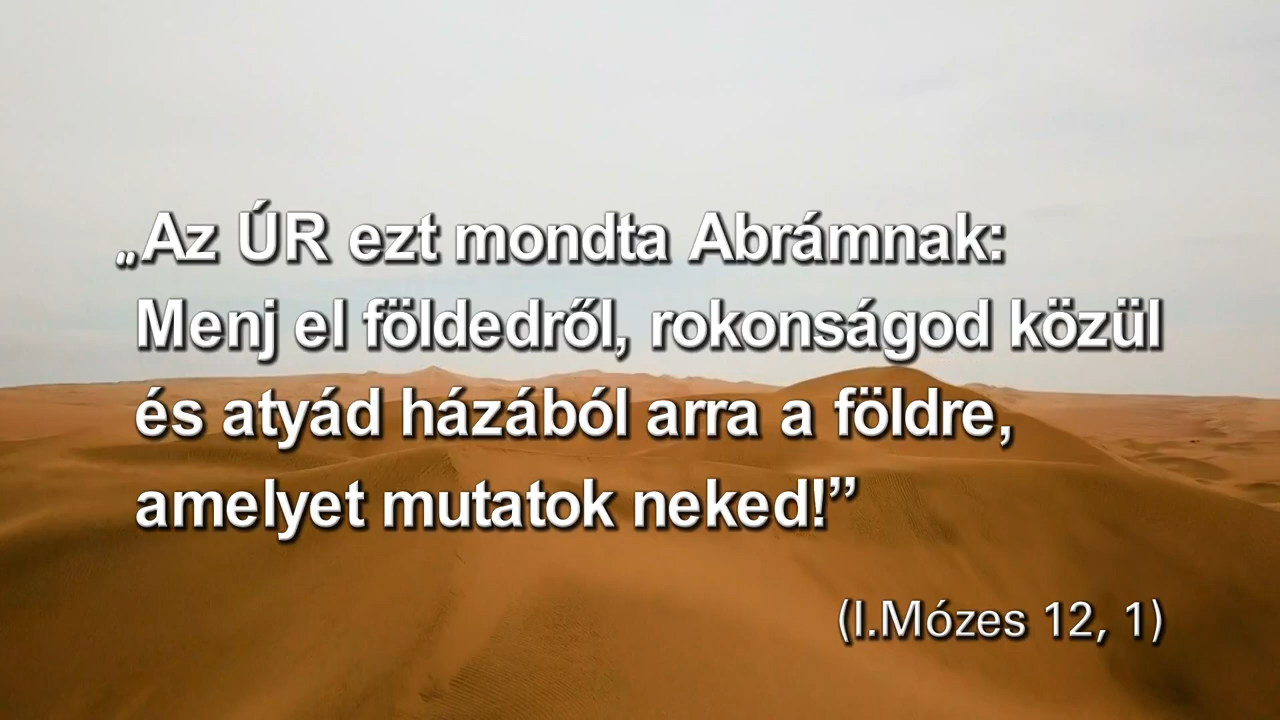 „Az ÚR ezt mondta Abrámnak:
Menj el földedről, rokonságod közül
és atyád házából arra a földre,
amelyet mutatok neked!”
(I.Mózes 12, 1)